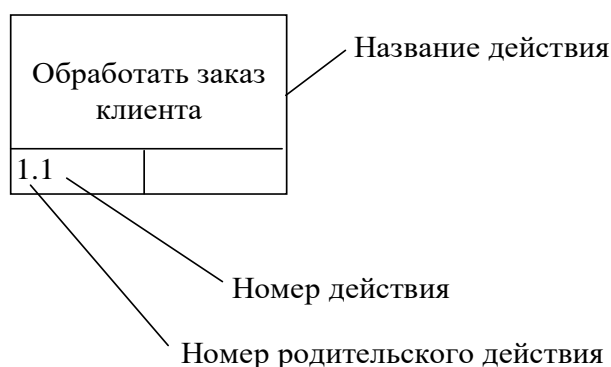 Название действия
Обработать заказ
клиента
1.1
Номер действия
Номер родительского действия